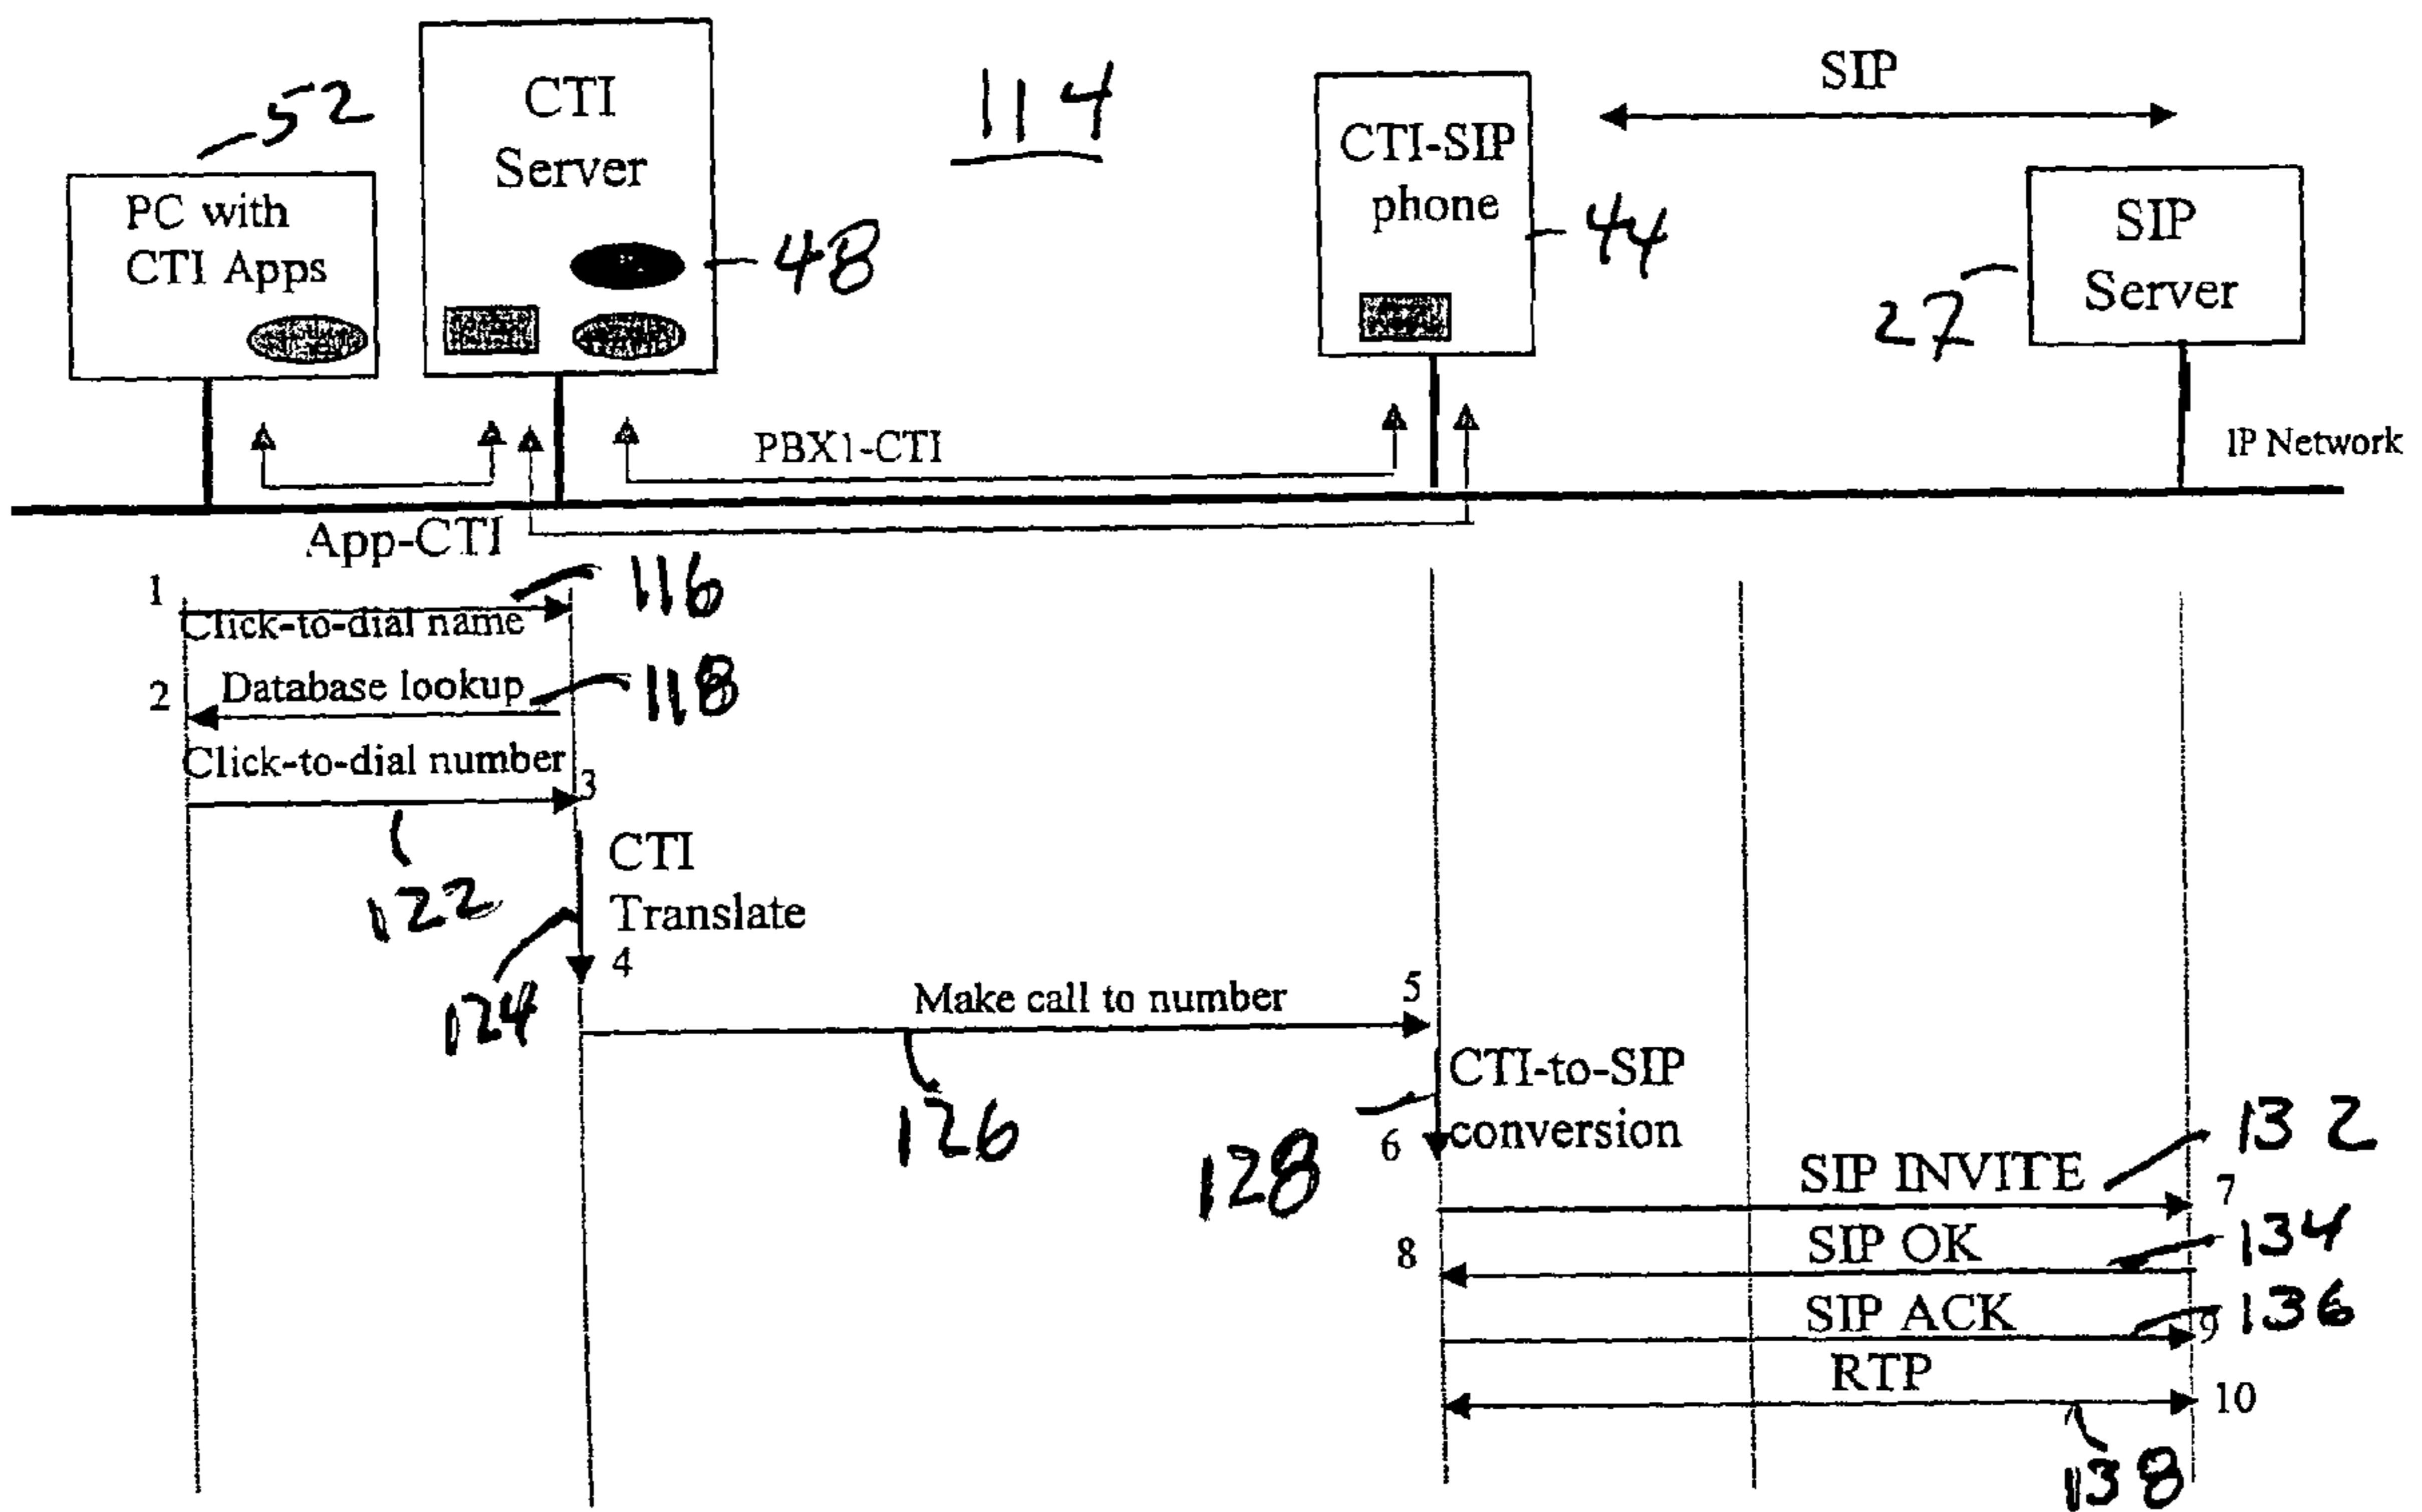 52
CTI
Server
114
SIP
PC with
CTI Apps
48
CTI-SIP
phone
44
SIP
Server
27
PBX1-CTI
IP Network
App-CTI
1
Click-to-dial name
116
2
Database lookup
118
Click-to-dial number
3
122
CTI
Translate
124
4
Make call to number
5
126
CTI-to-SIP
conversion
128
6
SIP INVITE
132
7
8
SIP OK
134
SIP ACK
136
9
RTP
10
138